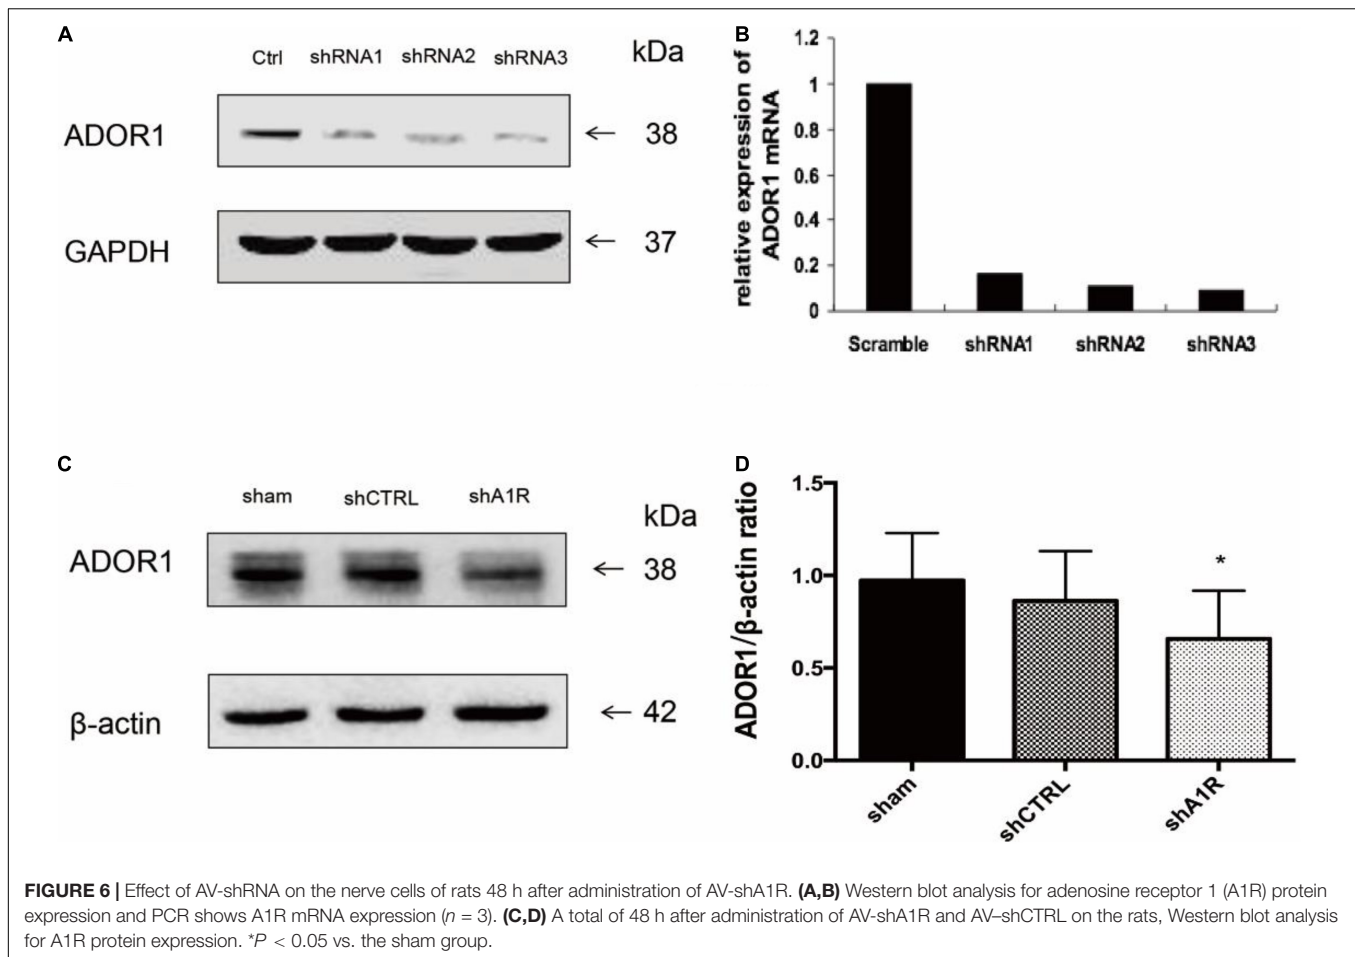 A
Ctrl shRNA1 shRNA2 shRNA3 kDa
ADOR1 ← 38
GAPDH ← 37
B
relative expression of
ADOR1 mRNA
1.2
1
0.8
0.6
0.4
0.2
0
Scramble shRNA1 shRNA2 shRNA3
C
sham shCTRL shA1R kDa
ADOR1 ← 38
β-actin ← 42
D
ADOR1/β-actin ratio
1.5
1.0
0.5
0.0
*
sham shCTRL shA1R
FIGURE 6 | Effect of AV-shRNA on the nerve cells of rats 48 h after administration of AV-shA1R. (A,B) Western blot analysis for adenosine receptor 1 (A1R) protein
expression and PCR shows A1R mRNA expression (n = 3). (C,D) A total of 48 h after administration of AV-shA1R and AV–shCTRL on the rats, Western blot analysis
for A1R protein expression. *P < 0.05 vs. the sham group.